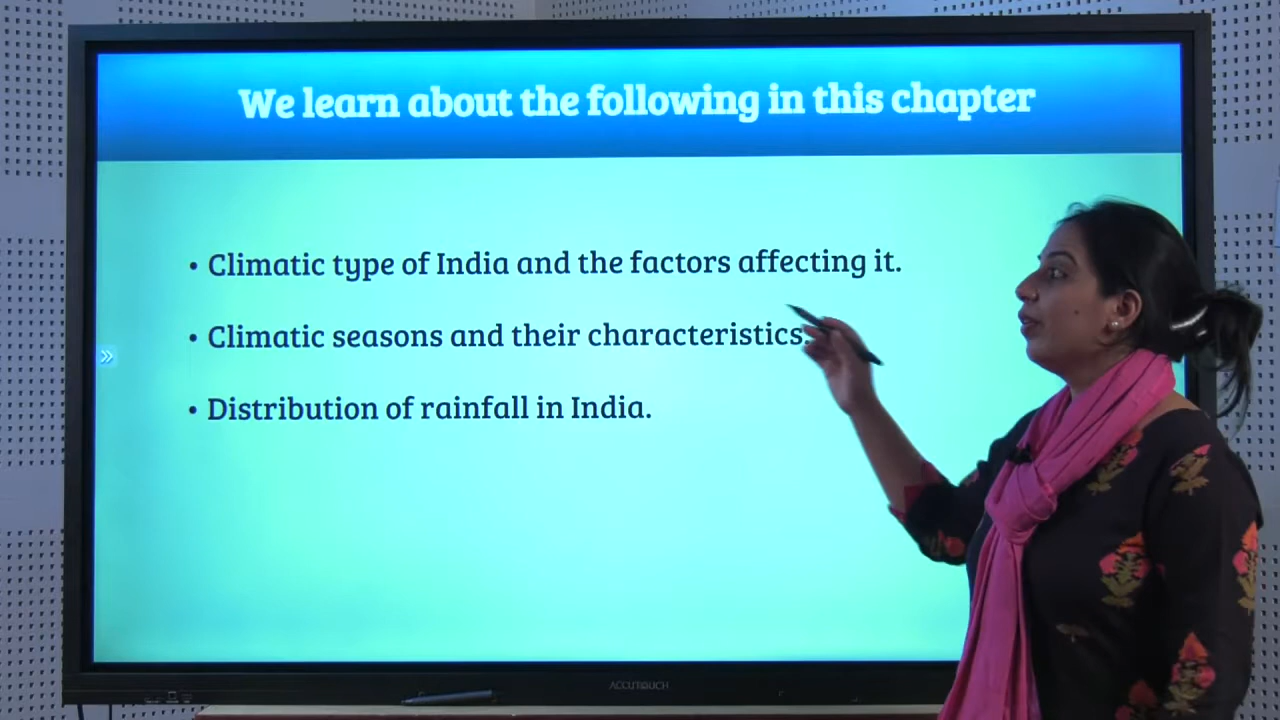 We learn about the following in this chapter
• Climatic type of India and the factors affecting it.
• Climatic seasons and their characteristics.
• Distribution of rainfall in India.
ACCUTOUCH